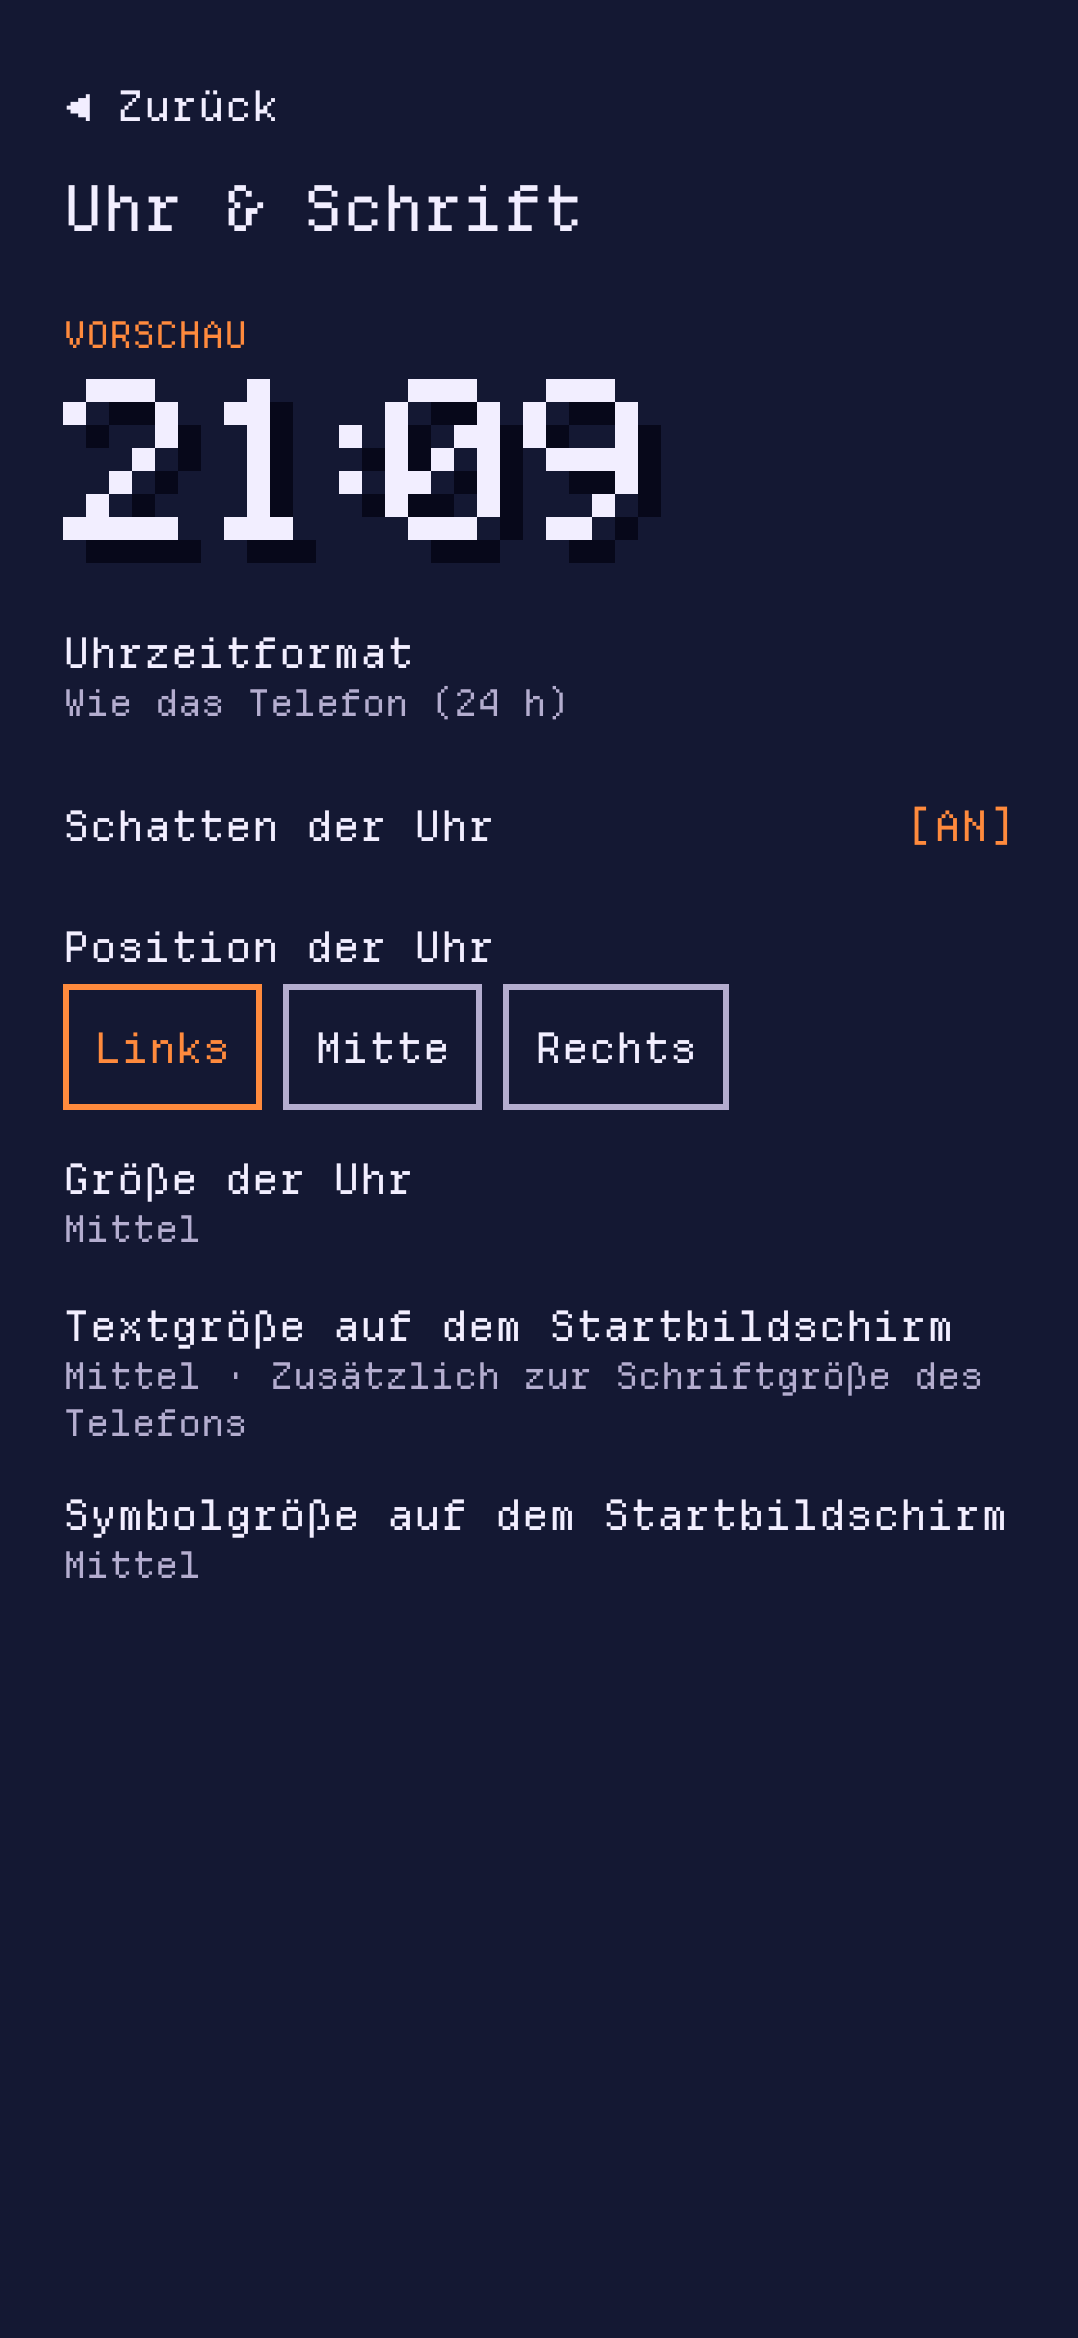 ◀ Zurück
Uhr & Schrift
VORSCHAU
21:09
Uhrzeitformat
Wie das Telefon (24 h)
Schatten der Uhr [AN]
Position der Uhr
Links Mitte Rechts
Größe der Uhr
Mittel
Textgröße auf dem Startbildschirm
Mittel · Zusätzlich zur Schriftgröße des
Telefons
Symbolgröße auf dem Startbildschirm
Mittel